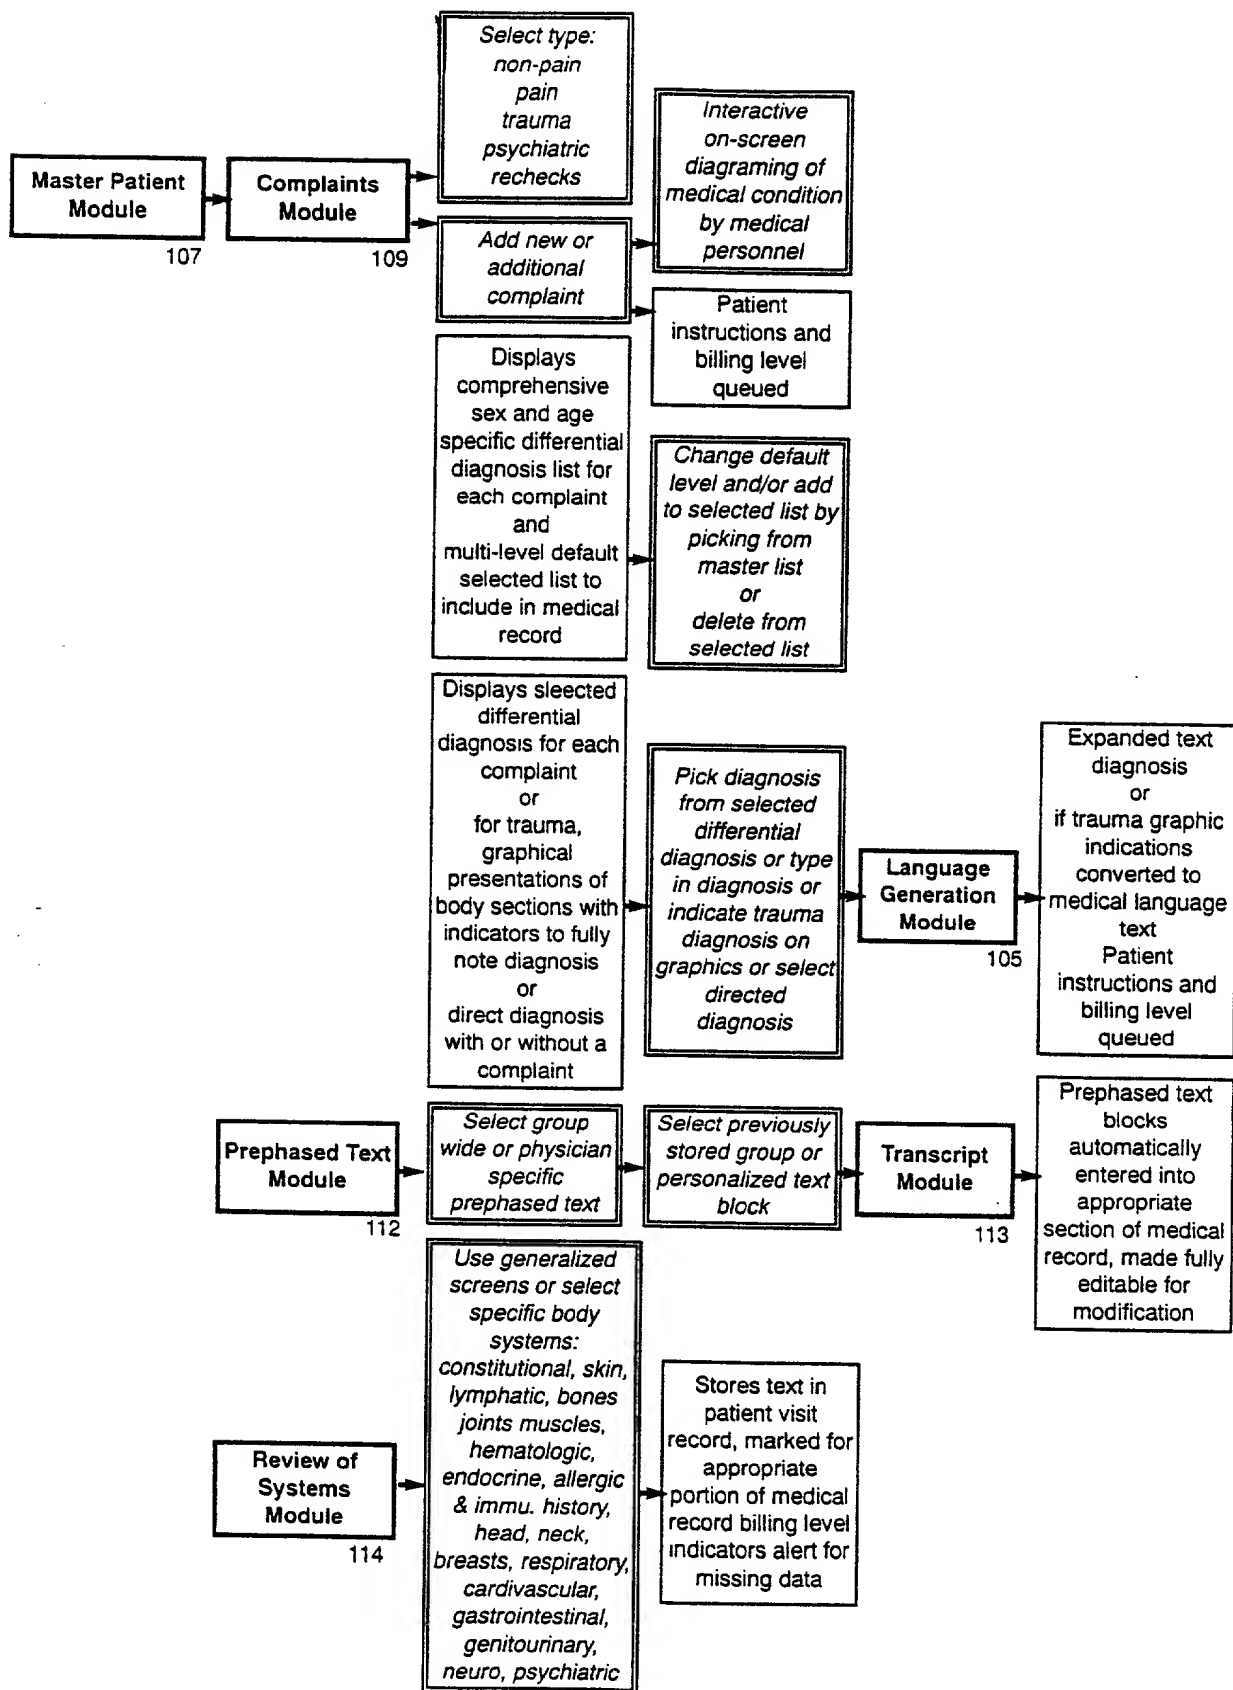 Select type:
non-pain
pain
trauma
psychiatric
rechecks
Interactive
on-screen
diagraming of
medical condition
by medical
personnel
Master Patient
Module
107
Complaints
Module
109
Add new or
additional
complaint
Patient
instructions and
billing level
queued
Displays
comprehensive
sex and age
specific differential
diagnosis list for
each complaint
and
multi-level default
selected list to
include in medical
record
Change default
level and/or add
to selected list by
picking from
master list
or
delete from
selected list
Displays sleected
differential
diagnosis for each
complaint
or
for trauma,
graphical
presentations of
body sections with
indicators to fully
note diagnosis
or
direct diagnosis
with or without a
complaint
Pick diagnosis
from selected
differential
diagnosis or type
in diagnosis or
indicate trauma
diagnosis on
graphics or select
directed
diagnosis
Language
Generation
Module
105
Expanded text
diagnosis
or
if trauma graphic
indications
converted to
medical language
text
Patient
instructions and
billing level
queued
Prephased Text
Module
112
Select group
wide or physician
specific
prephased text
Select previously
stored group or
personalized text
block
Transcript
Module
113
Prephased text
blocks
automatically
entered into
appropriate
section of medical
record, made fully
editable for
modification
Review of
Systems
Module
114
Use generalized
screens or select
specific body
systems:
constitutional, skin,
lymphatic, bones
joints muscles,
hematologic,
endocrine, allergic
& immu. history,
head, neck,
breasts, respiratory,
cardivascular,
gastrointestinal,
genitourinary,
neuro, psychiatric
Stores text in
patient visit
record, marked for
appropriate
portion of medical
record billing level
indicators alert for
missing data